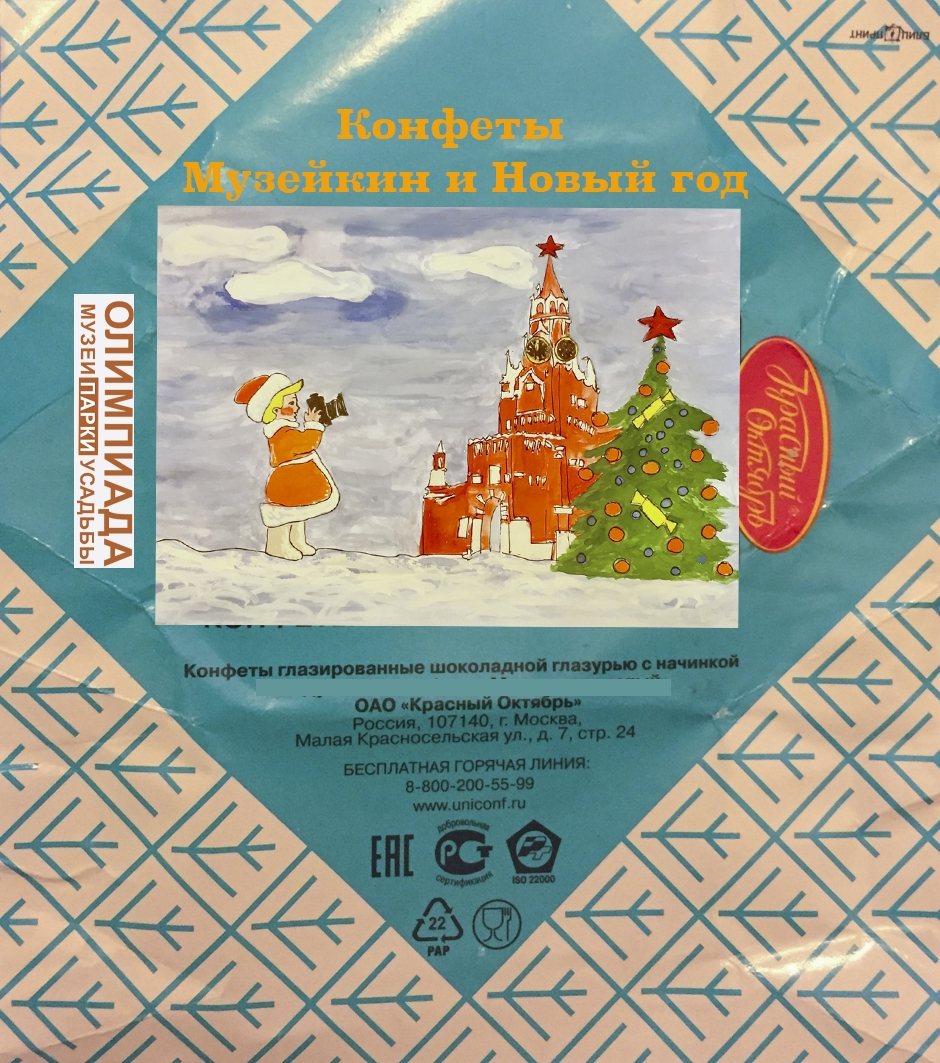 БЛИЦ ПРИНТ
Конфеты
Музейкин и Новый год
ОЛИМПИАДА
МУЗЕИ ПАРКИ УСАДЬБЫ
Красный
Октябрь
Конфеты глазированные шоколадной глазурью с начинкой
ОАО «Красный Октябрь»
Россия, 107140, г. Москва,
Малая Красносельская ул., д. 7, стр. 24
БЕСПЛАТНАЯ ГОРЯЧАЯ ЛИНИЯ:
8-800-200-55-99
www.uniconf.ru
ЕАС
добровольная
РСТ
сертификация
ISO 22000
22
PAP